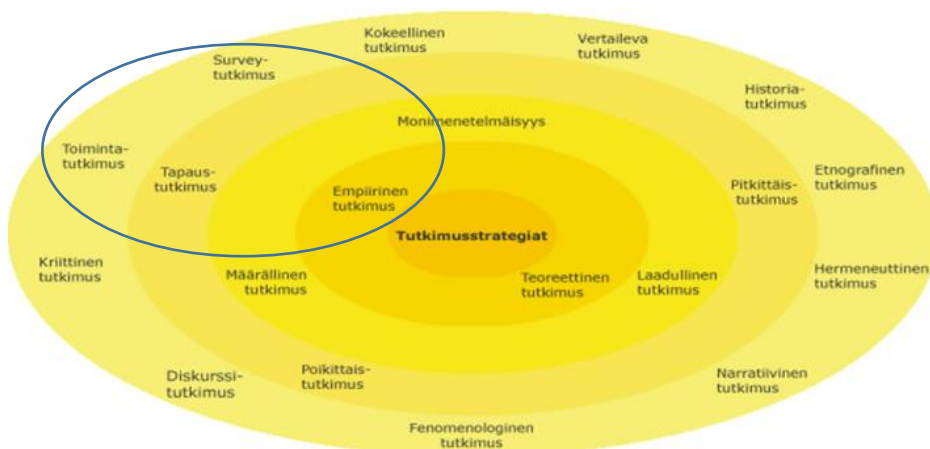 Kokeellinen
tutkimus
Vertaileva
tutkimus
Survey-
tutkimus
Historia-
tutkimus
Monimenetelmäisyys
Toiminta-
tutkimus
Tapaus-
tutkimus
Etnografinen
tutkimus
Pitkittäis-
tutkimus
Empiirinen
tutkimus
Tutkimusstrategiat
Kriittinen
tutkimus
Määrällinen
tutkimus
Teoreettinen
tutkimus
Laadullinen
tutkimus
Hermeneuttinen
tutkimus
Diskurssi-
tutkimus
Poikittais-
tutkimus
Narratiivinen
tutkimus
Fenomenologinen
tutkimus